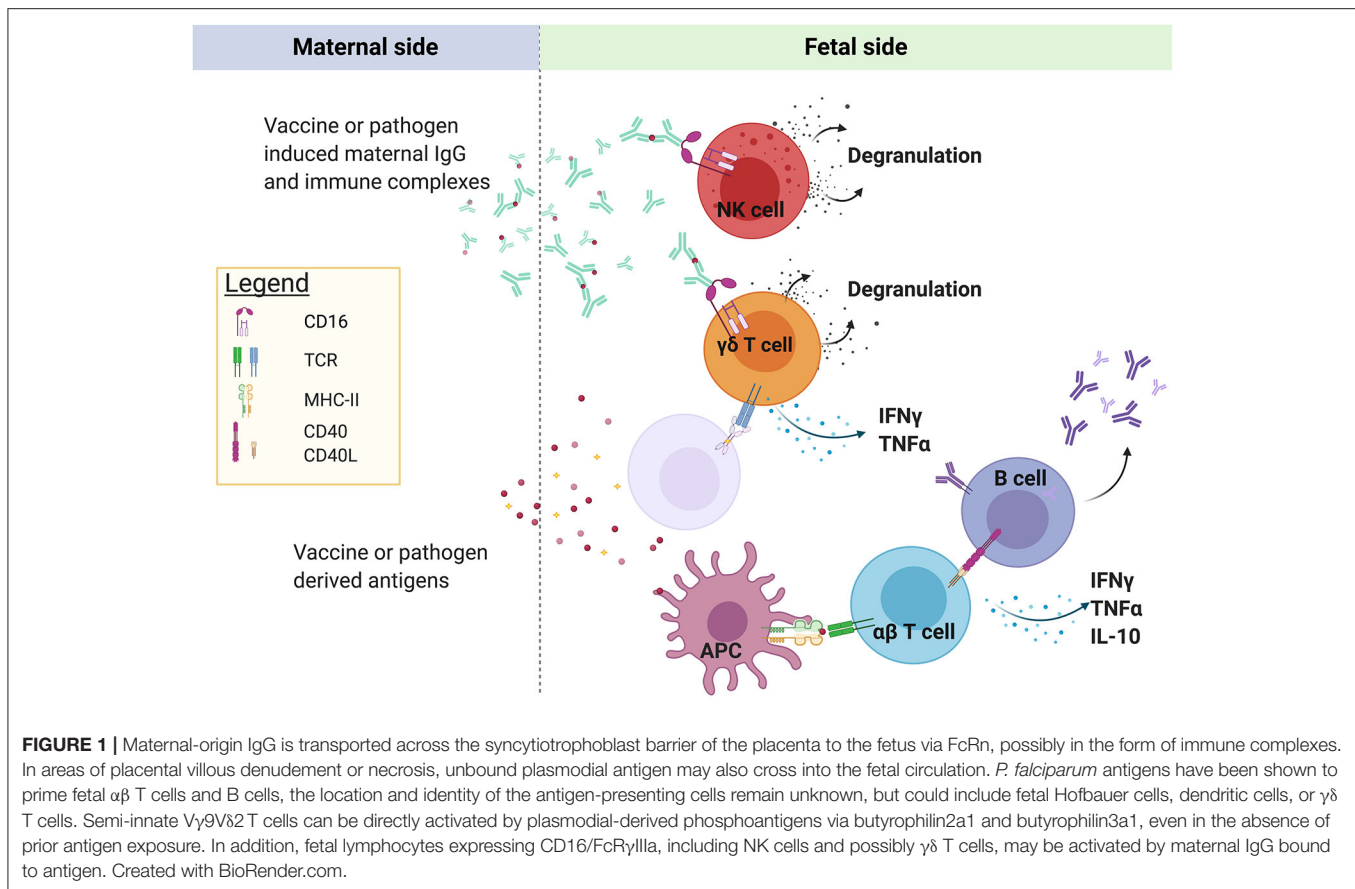 Maternal side
Fetal side
Vaccine or pathogen
induced maternal IgG
and immune complexes
Degranulation
NK cell
Legend
CD16
TCR
MHC-II
CD40
CD40L
Degranulation
γδ T cell
IFNγ
TNFα
B cell
Vaccine or pathogen
derived antigens
APC
αβ T cell
IFNγ
TNFα
IL-10
FIGURE 1 | Maternal-origin IgG is transported across the syncytiotrophoblast barrier of the placenta to the fetus via FcRn, possibly in the form of immune complexes.
In areas of placental villous denudement or necrosis, unbound plasmodial antigen may also cross into the fetal circulation. P. falciparum antigens have been shown to
prime fetal αβ T cells and B cells, the location and identity of the antigen-presenting cells remain unknown, but could include fetal Hofbauer cells, dendritic cells, or γδ
T cells. Semi-innate Vγ9Vδ2 T cells can be directly activated by plasmodial-derived phosphoantigens via butyrophilin2a1 and butyrophilin3a1, even in the absence of
prior antigen exposure. In addition, fetal lymphocytes expressing CD16/FcRγIIIa, including NK cells and possibly γδ T cells, may be activated by maternal IgG bound
to antigen. Created with BioRender.com.